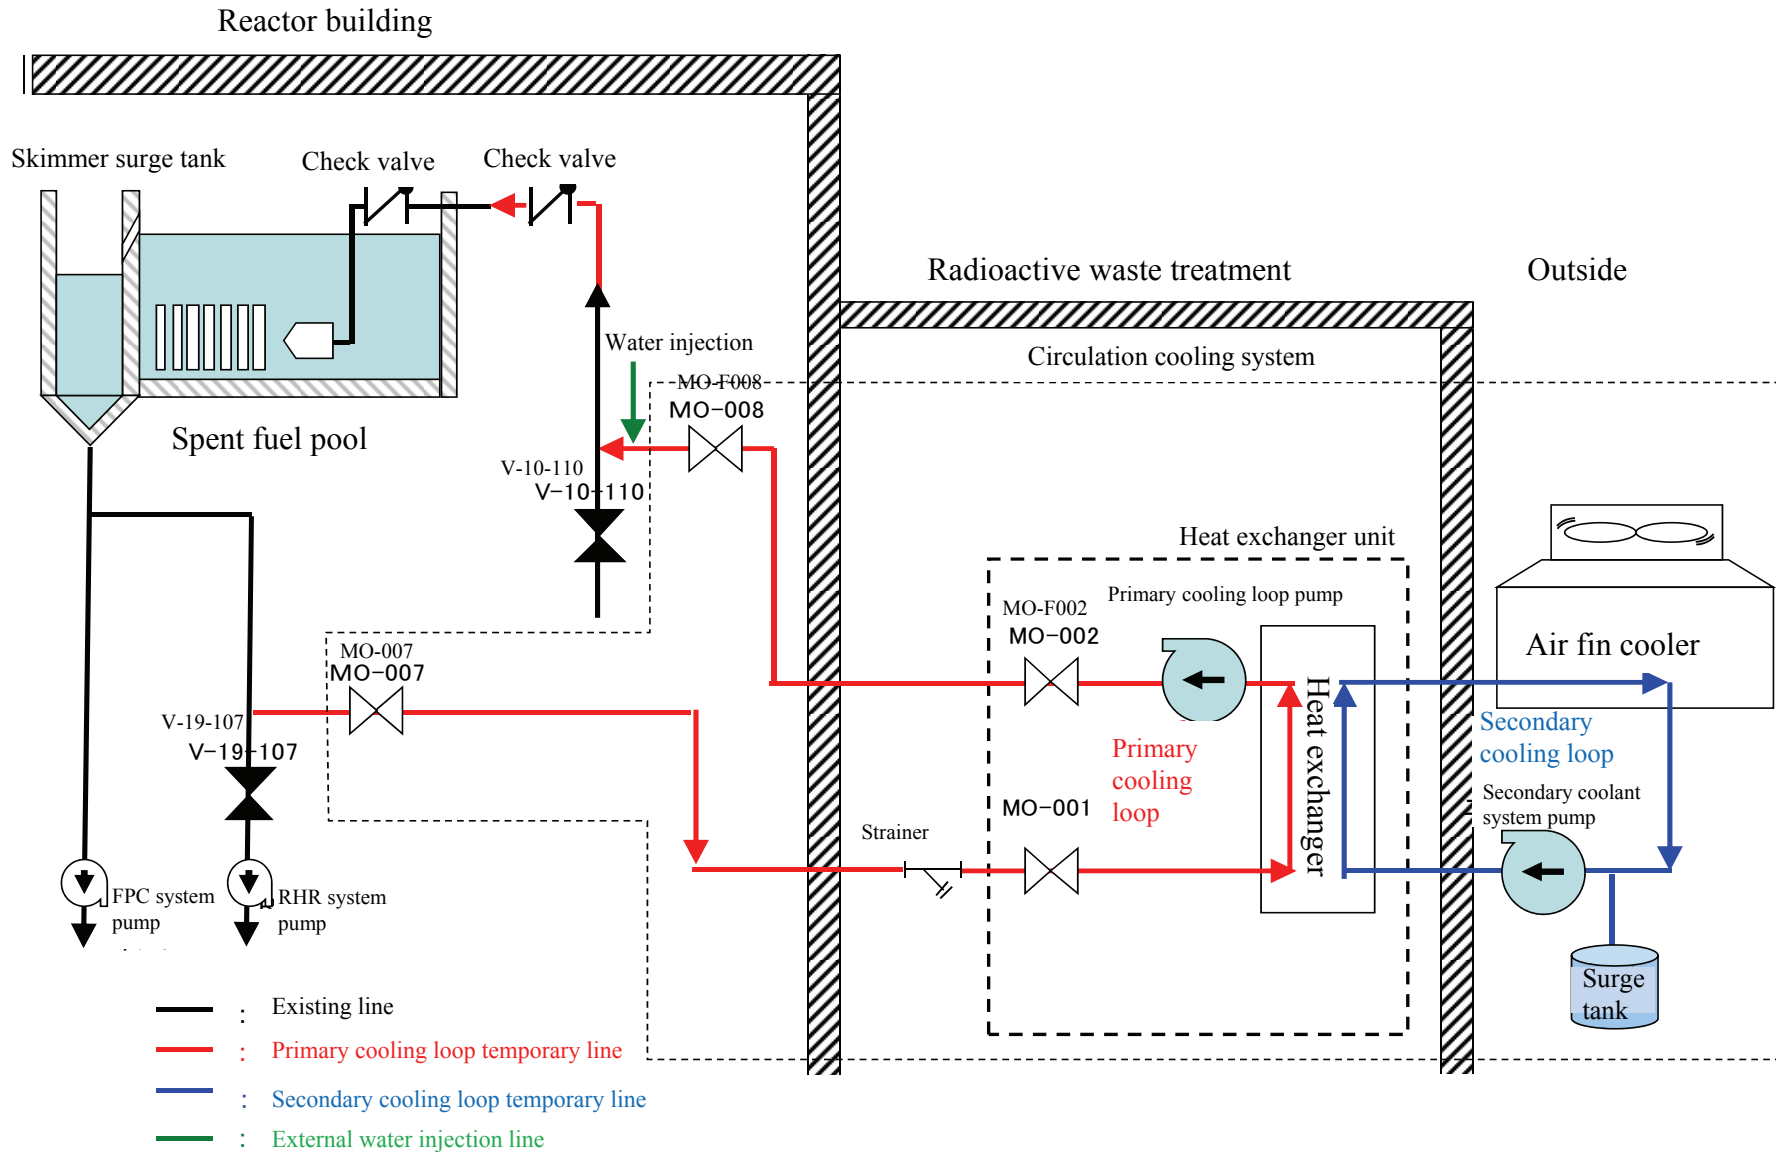 Reactor building
Skimmer surge tank
Check valve
Check valve
Radioactive waste treatment
Outside
Water injection
Circulation cooling system
MO-F008
MO-008
Spent fuel pool
V-10-110
V-10-110
Heat exchanger unit
Primary cooling loop pump
MO-F002
MO-002
Air fin cooler
MO-007
MO-007
Heat exchanger
V-19-107
V-19-107
Primary
cooling
loop
Secondary
cooling loop
Secondary coolant
system pump
MO-001
Strainer
FPC system
pump
RHR system
pump
Surge
tank
: Existing line
: Primary cooling loop temporary line
: Secondary cooling loop temporary line
: External water injection line